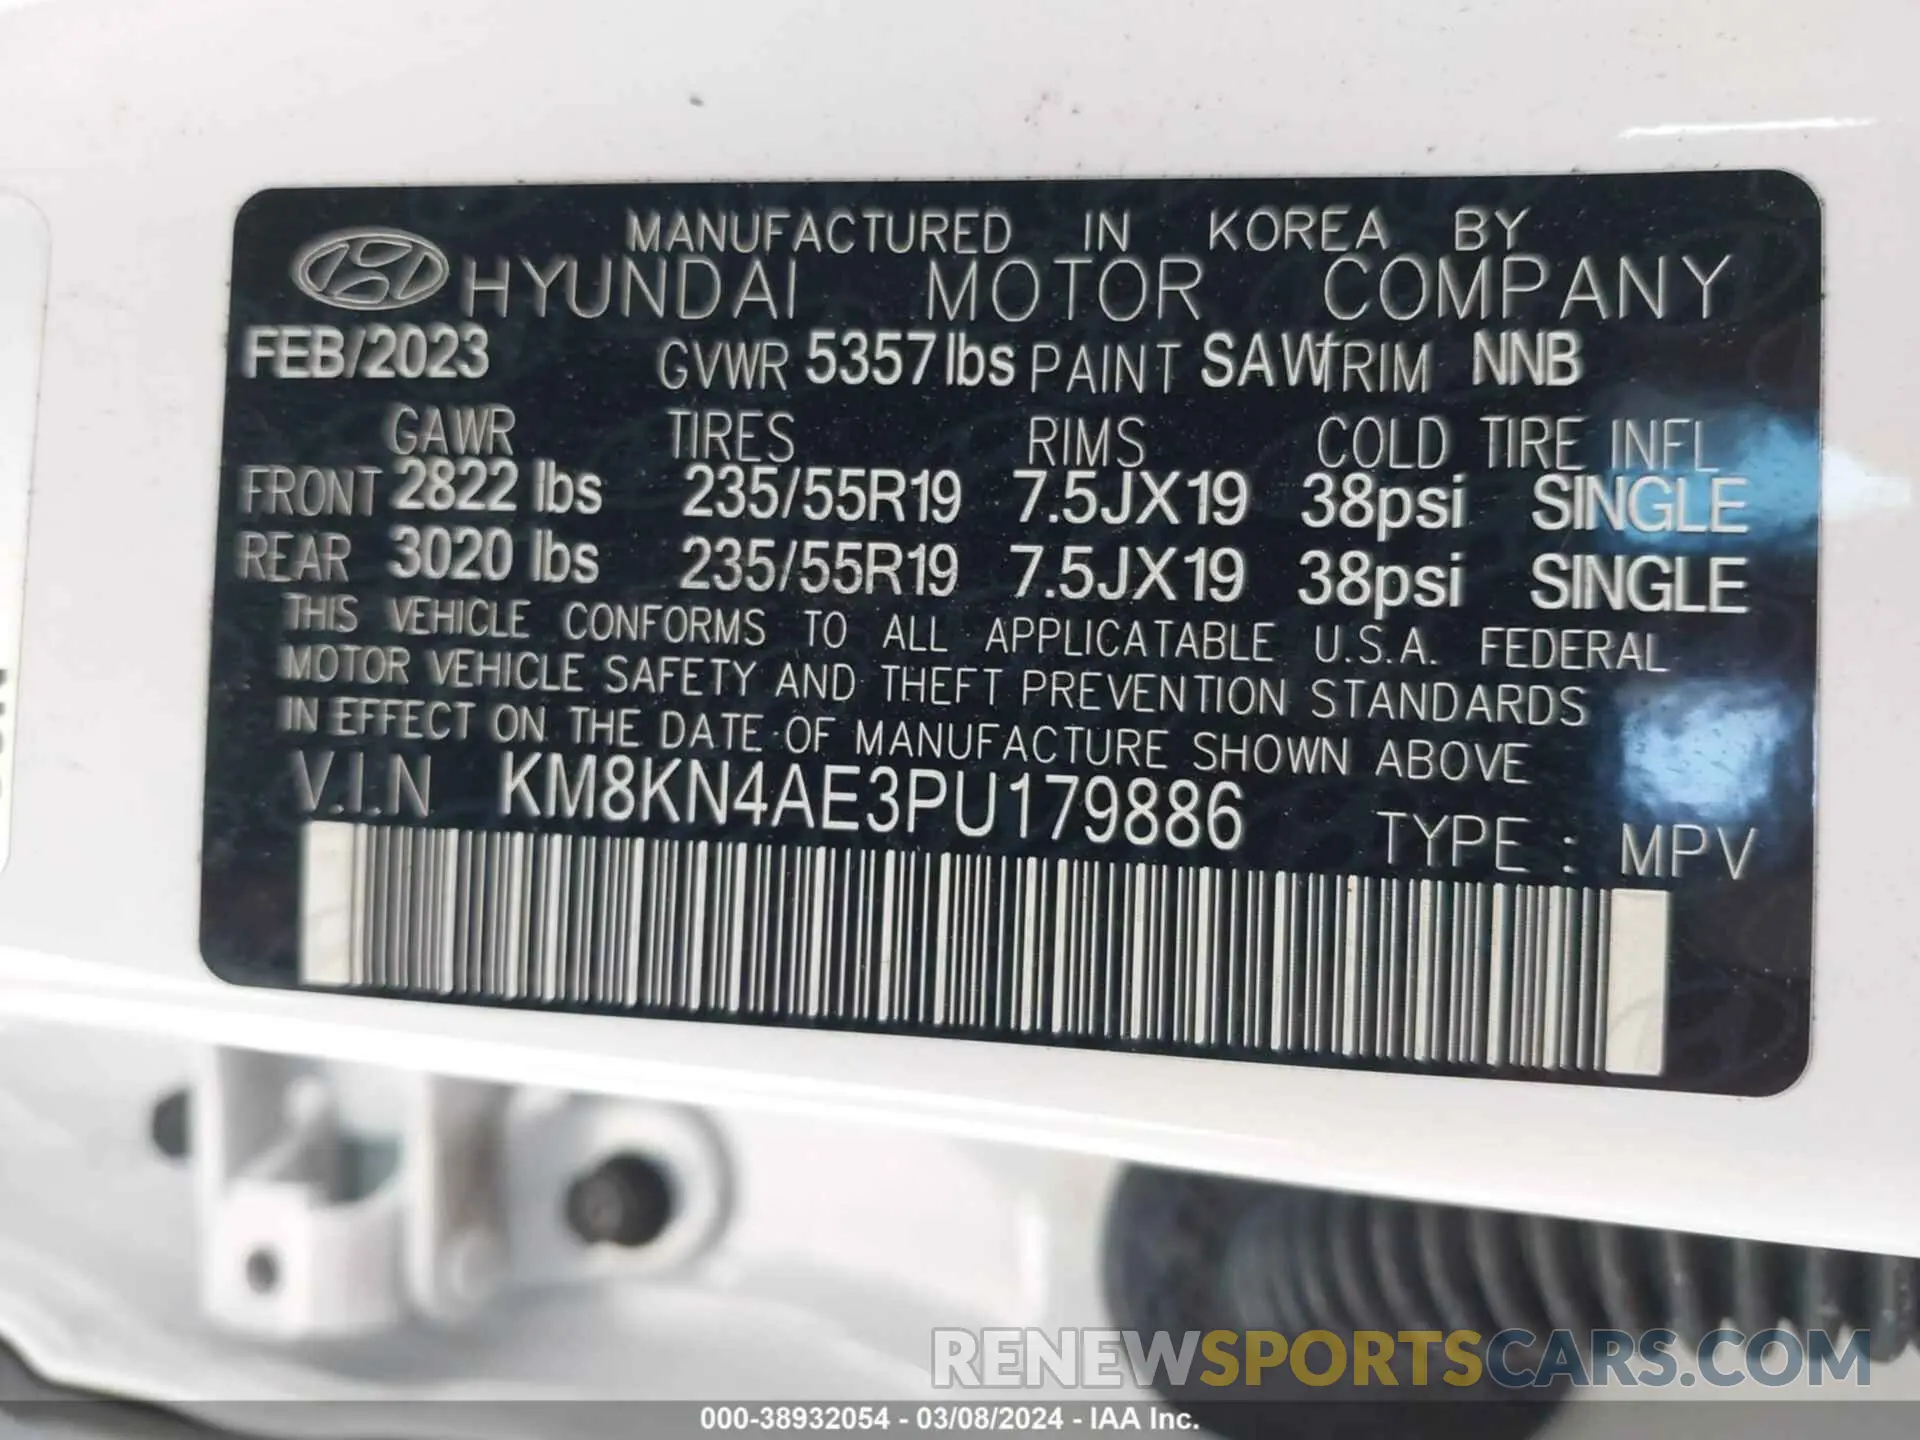 MANUFACTURED IN KOREA BY
HYUNDAI MOTOR COMPANY
FEB/2023 GVWR 5357 lbs PAINT SAW TRIM NNB
GAWR TIRES RIMS COLD TIRE INFL
FRONT 2822 lbs 235/55R19 7.5JX19 38psi SINGLE
REAR 3020 lbs 235/55R19 7.5JX19 38psi SINGLE
THIS VEHICLE CONFORMS TO ALL APPLICATABLE U.S.A. FEDERAL
MOTOR VEHICLE SAFETY AND THEFT PREVENTION STANDARDS
IN EFFECT ON THE DATE OF MANUFACTURE SHOWN ABOVE
V.I.N KM8KN4AE3PU179886
TYPE : MPV
RENEWSPORTSCARS.COM
000-38932054 - 03/08/2024 - IAA Inc.